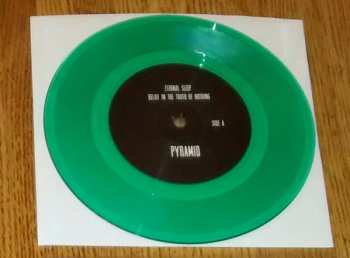 ETERNAL SLEEP
BELIEF IN THE TRUTH OF NOTHING
SIDE A
PYRAMID